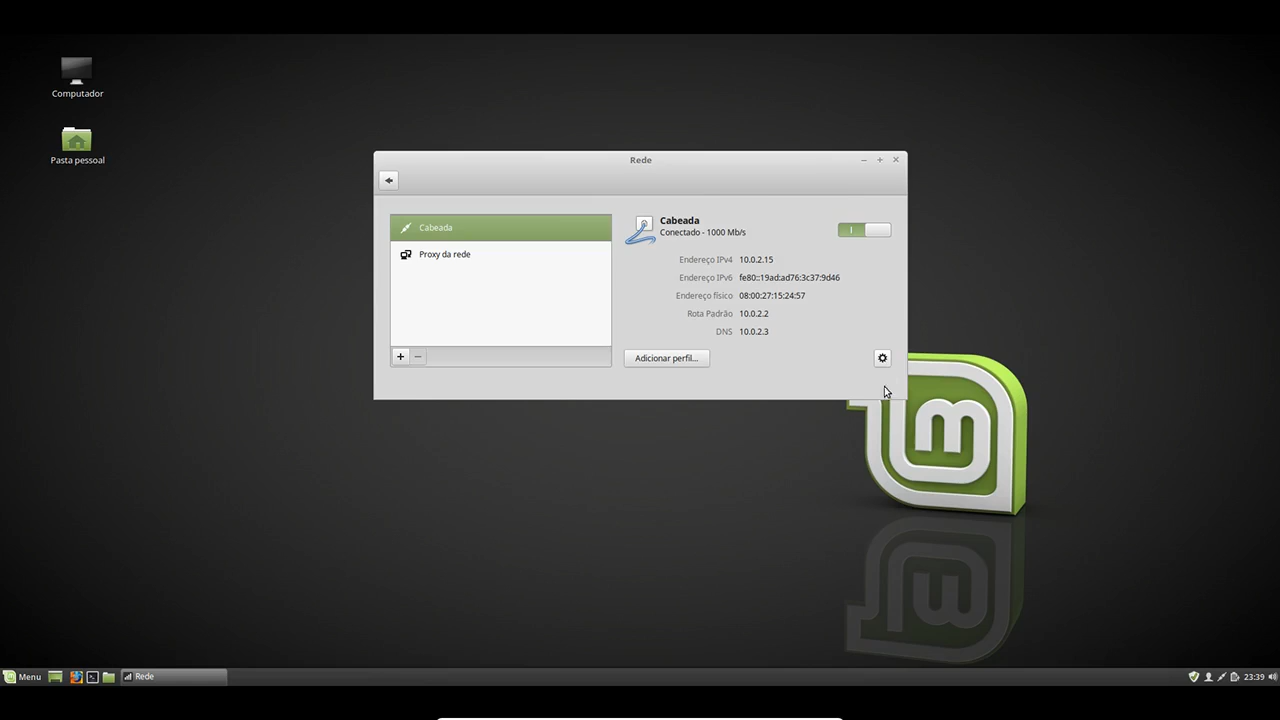 Computador
Pasta pessoal
Rede
Cabeada
Proxy da rede
Cabeada
Conectado - 1000 Mb/s
Endereço IPv4 10.0.2.15
Endereço IPv6 fe80::19ad:ad76:3c37:9d46
Endereço físico 08:00:27:15:24:57
Rota Padrão 10.0.2.2
DNS 10.0.2.3
Adicionar perfil...
Menu
Rede
23:39